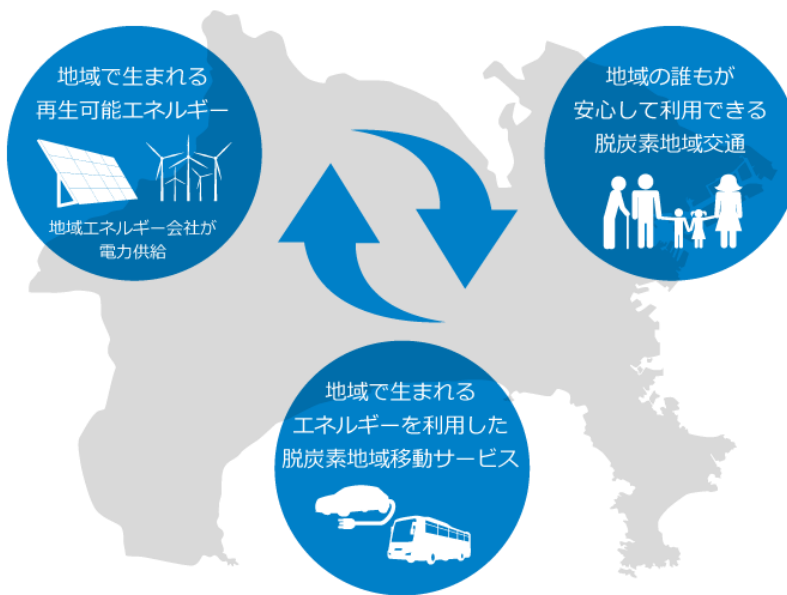 地域で生まれる
再生可能エネルギー
地域エネルギー会社が
電力供給
地域の誰もが
安心して利用できる
脱炭素地域交通
地域で生まれる
エネルギーを利用した
脱炭素地域移動サービス